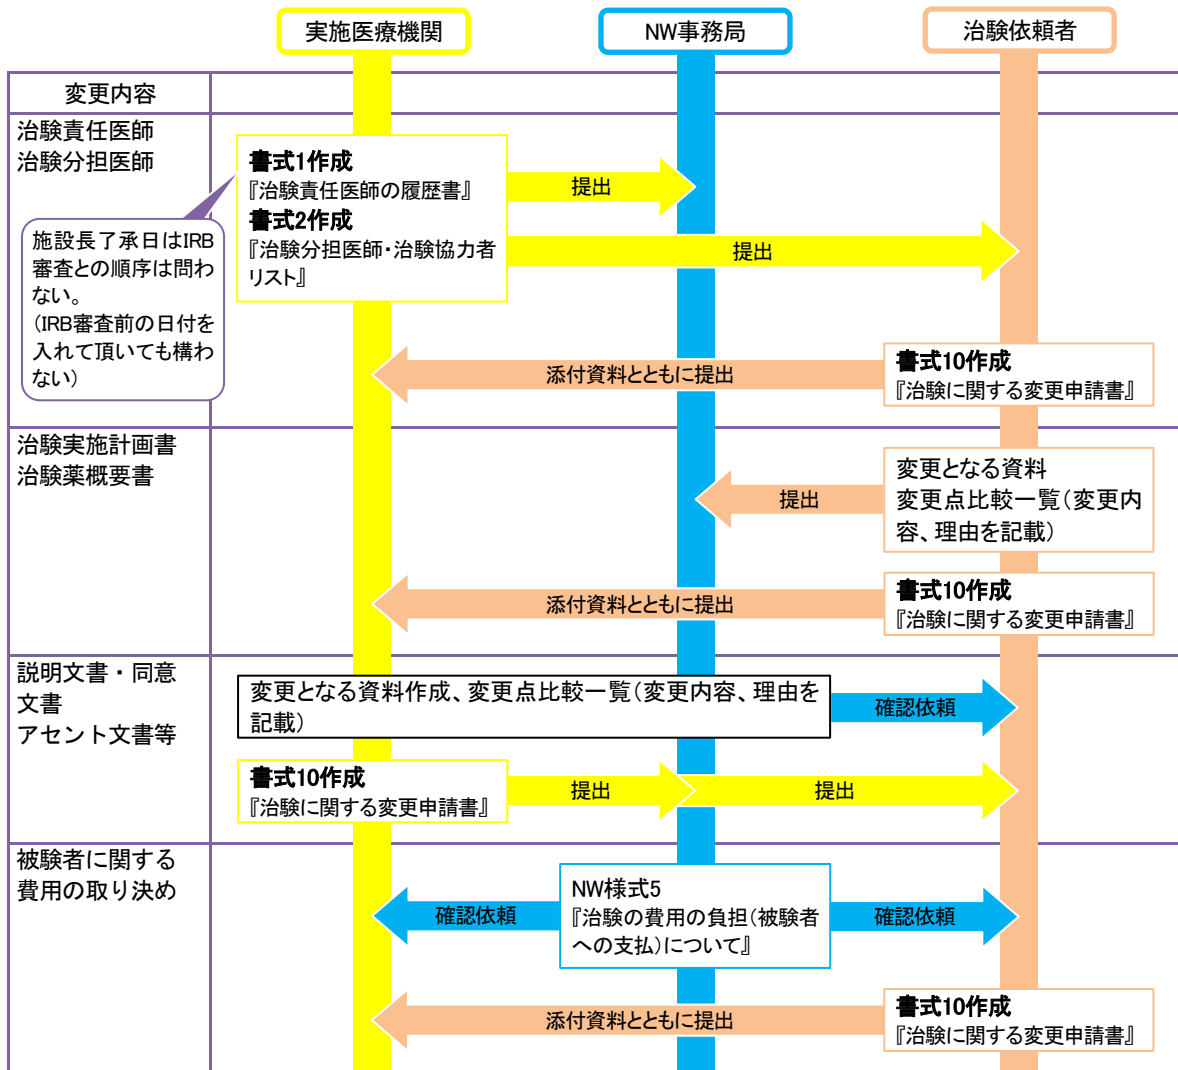 実施医療機関
NW事務局
治験依頼者
変更内容
治験責任医師
治験分担医師
書式1作成
『治験責任医師の履歴書』
書式2作成
『治験分担医師・治験協力者
リスト』
提出
提出
施設長了承日はIRB
審査との順序は問わ
ない。
(IRB審査前の日付を
入れて頂いても構わ
ない)
添付資料とともに提出
書式10作成
『治験に関する変更申請書』
治験実施計画書
治験薬概要書
提出
変更となる資料
変更点比較一覧(変更内
容、理由を記載)
添付資料とともに提出
書式10作成
『治験に関する変更申請書』
説明文書・同意
文書
アセント文書等
変更となる資料作成、変更点比較一覧(変更内容、理由を
記載)
確認依頼
書式10作成
『治験に関する変更申請書』
提出
提出
被験者に関する
費用の取り決め
確認依頼
NW様式5
『治験の費用の負担(被験者
への支払)について』
確認依頼
添付資料とともに提出
書式10作成
『治験に関する変更申請書』